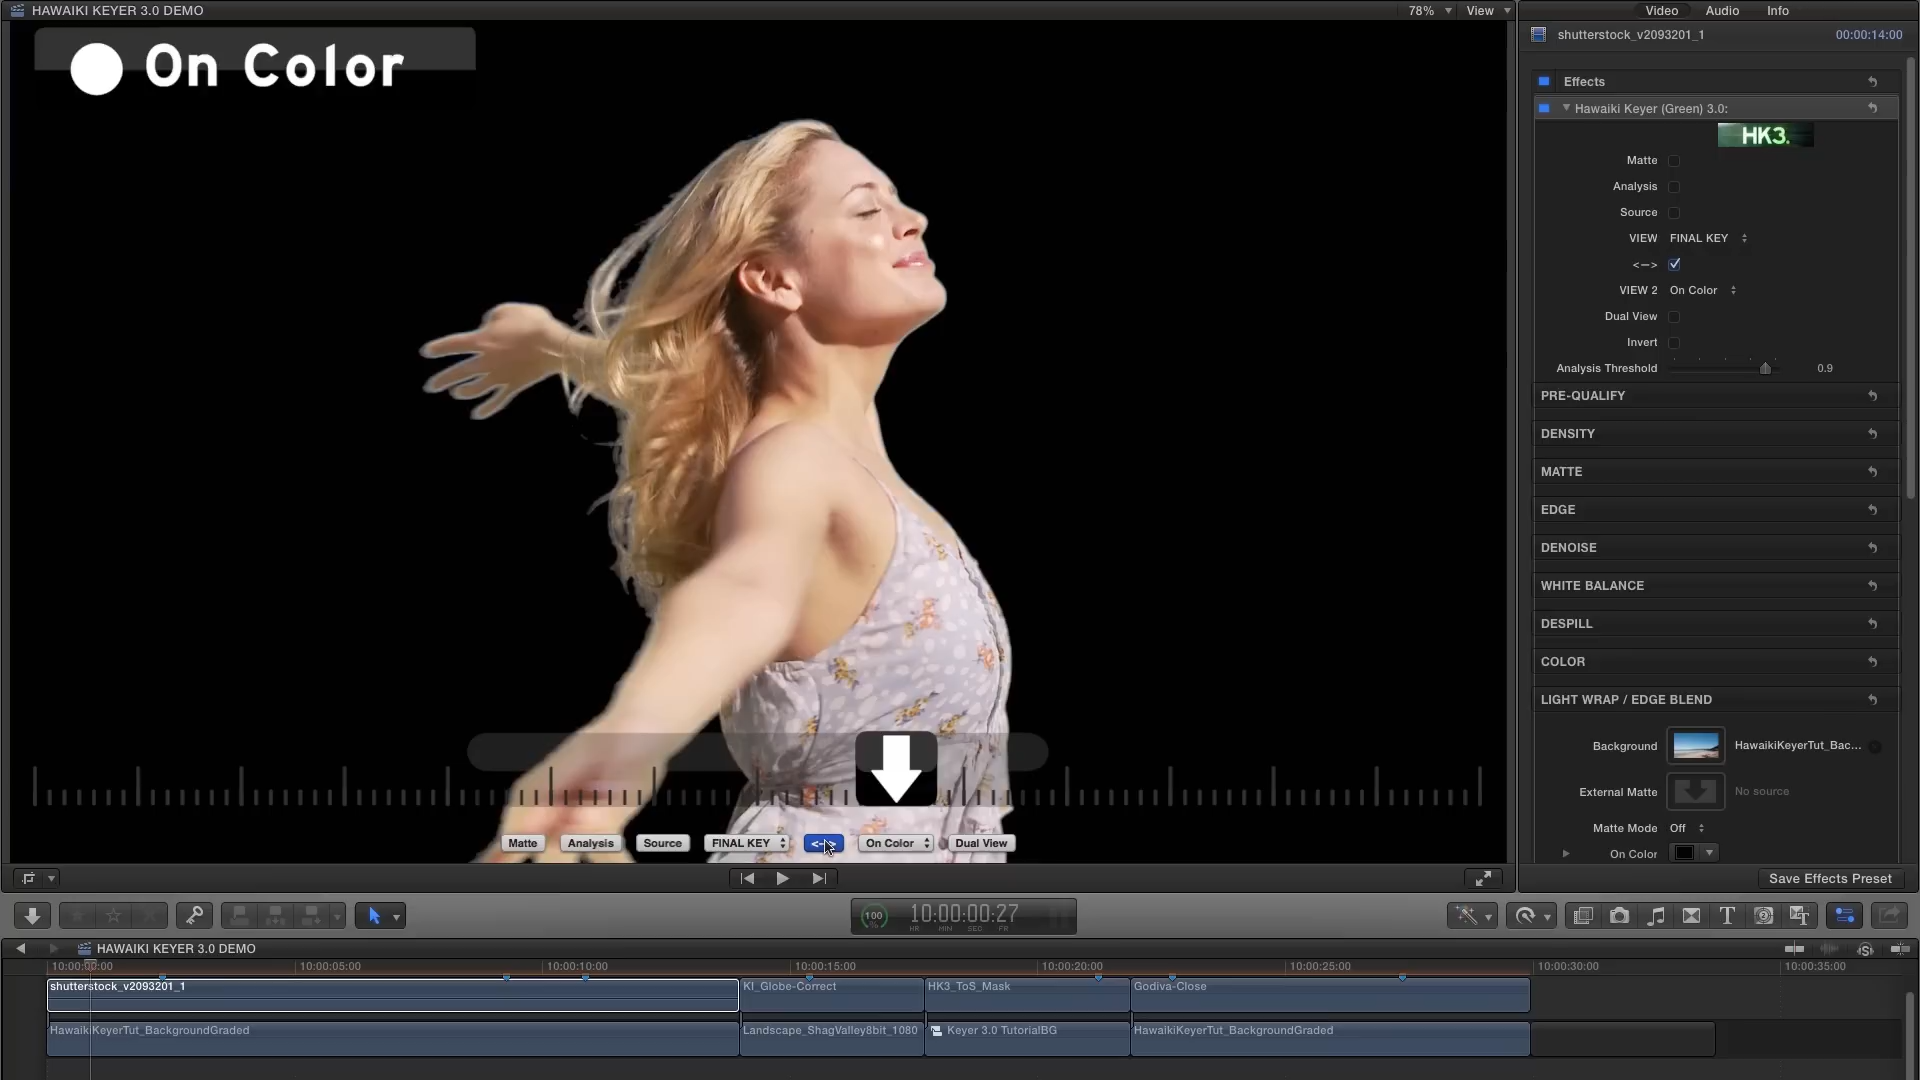 HAWAIKI KEYER 3.0 DEMO
78%
View
Video
Audio
Info
shutterstock_v2093201_1
00:00:14:00
On Color
Effects
Hawaiki Keyer (Green) 3.0:
HK3.
Matte
Analysis
Source
VIEW FINAL KEY
<->
VIEW 2 On Color
Dual View
Invert
Analysis Threshold 0.9
PRE-QUALIFY
DENSITY
MATTE
EDGE
DENOISE
WHITE BALANCE
DESPILL
COLOR
LIGHT WRAP / EDGE BLEND
Background HawaikiKeyerTut_Bac...
External Matte No source
Matte Mode Off
On Color
Matte Analysis Source FINAL KEY <-> On Color Dual View
Save Effects Preset
100
%
10:00:00:27
HR MIN SEC FR
HAWAIKI KEYER 3.0 DEMO
10:00:00:00 10:00:05:00 10:00:10:00 10:00:15:00 10:00:20:00 10:00:25:00 10:00:30:00 10:00:35:00
shutterstock_v2093201_1 KI_Globe-Correct HK3_ToS_Mask Godiva-Close
HawaikiKeyerTut_BackgroundGraded Landscape_ShagValley8bit_1080 Keyer 3.0 TutorialBG HawaikiKeyerTut_BackgroundGraded